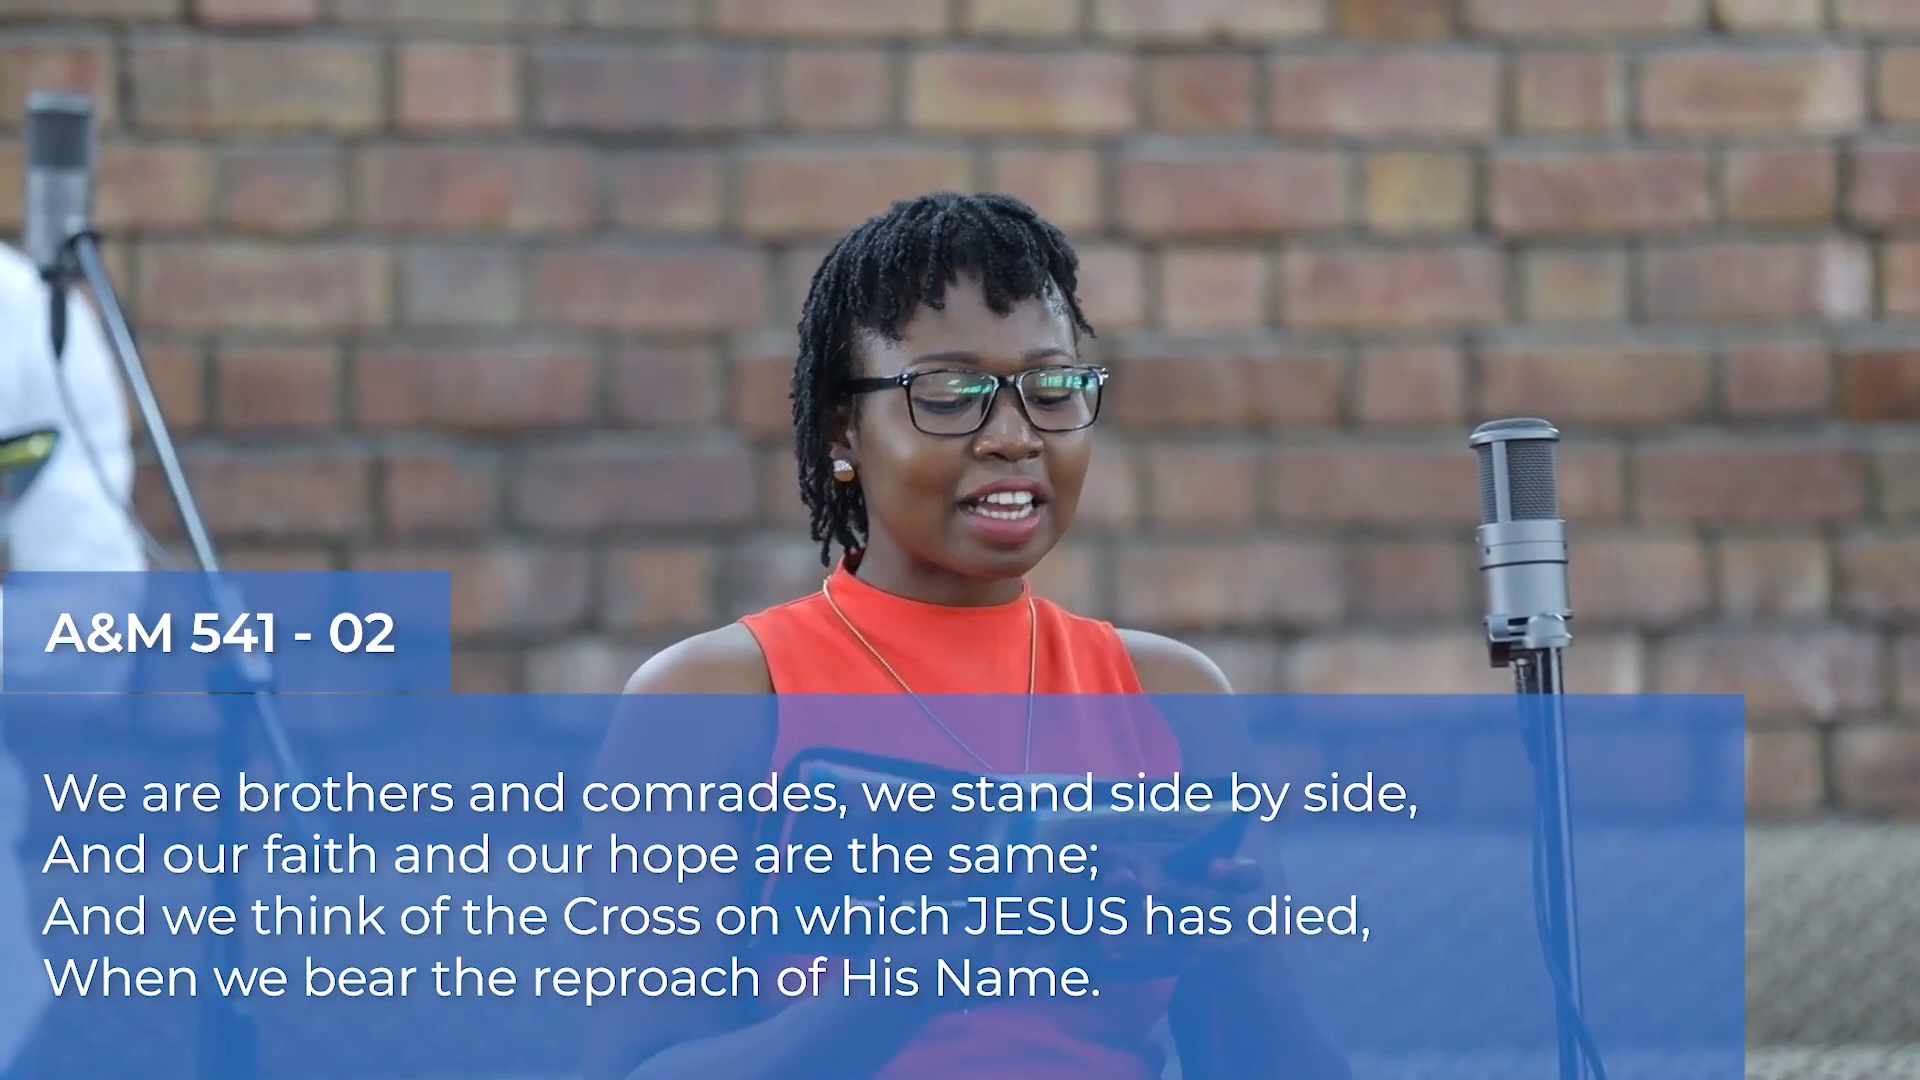 A&M 541 - 02
We are brothers and comrades, we stand side by side,
And our faith and our hope are the same;
And we think of the Cross on which JESUS has died,
When we bear the reproach of His Name.